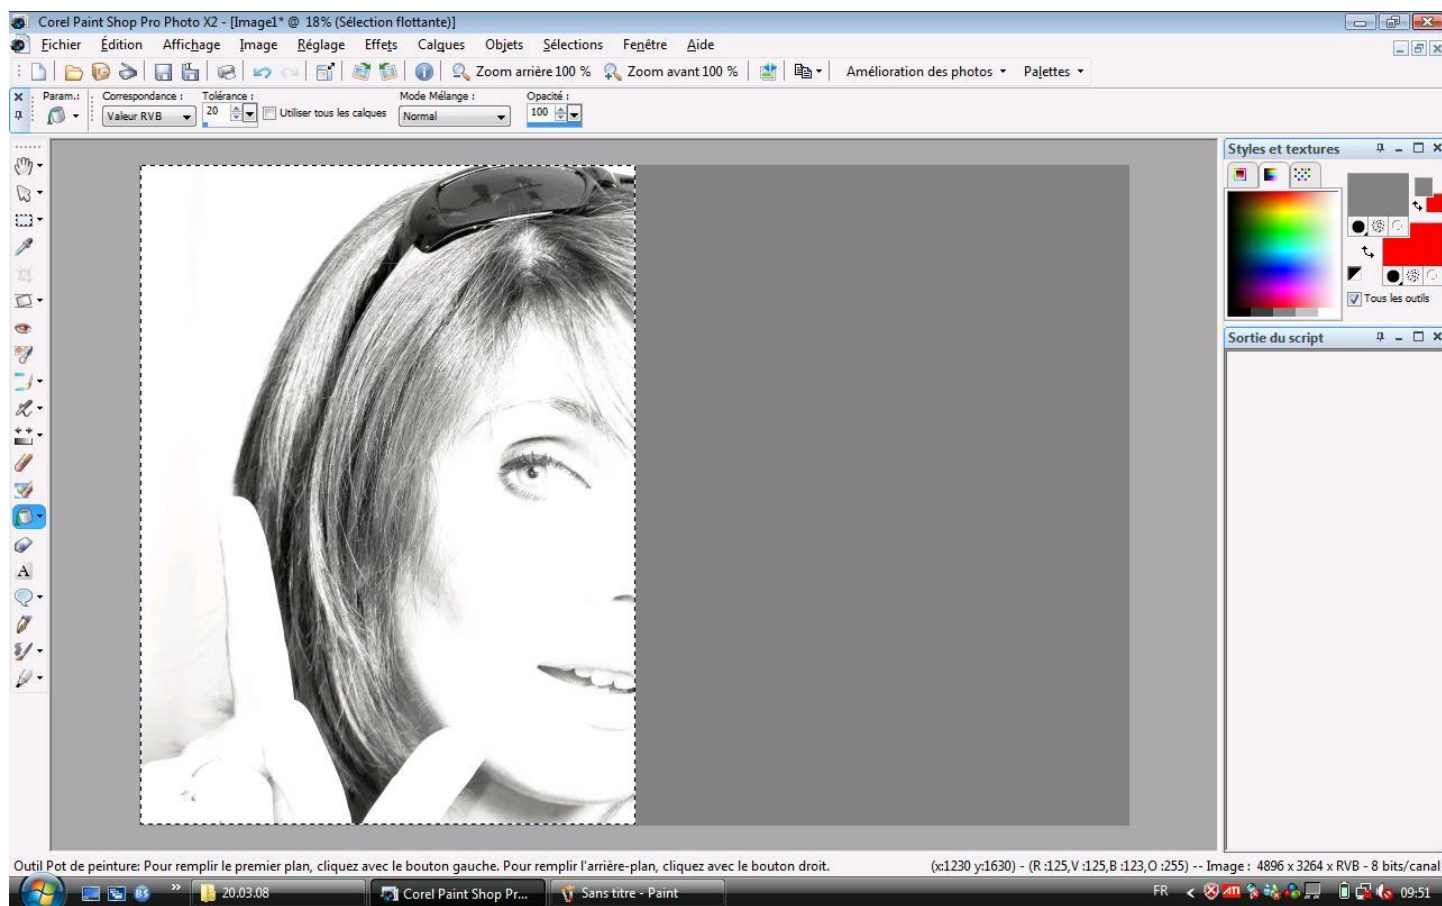 Corel Paint Shop Pro Photo X2 - [Image1* @ 18% (Sélection flottante)]
Fichier Édition Affichage Image Réglage Effets Calques Objets Sélections Fenêtre Aide
Zoom arrière 100 % Zoom avant 100 % Amélioration des photos Palettes
Param.: Correspondance : Tolérance : Mode Mélange : Opacité :
Valeur RVB 20 Utiliser tous les calques Normal 100
Styles et textures
Tous les outils
Sortie du script
A
Outil Pot de peinture: Pour remplir le premier plan, cliquez avec le bouton gauche. Pour remplir l'arrière-plan, cliquez avec le bouton droit. (x:1230 y:1630) - (R :125,V :125,B :123,O :255) -- Image : 4896 x 3264 x RVB - 8 bits/canal
BS » 20.03.08 Corel Paint Shop Pr... Sans titre - Paint FR < ATI 09:51